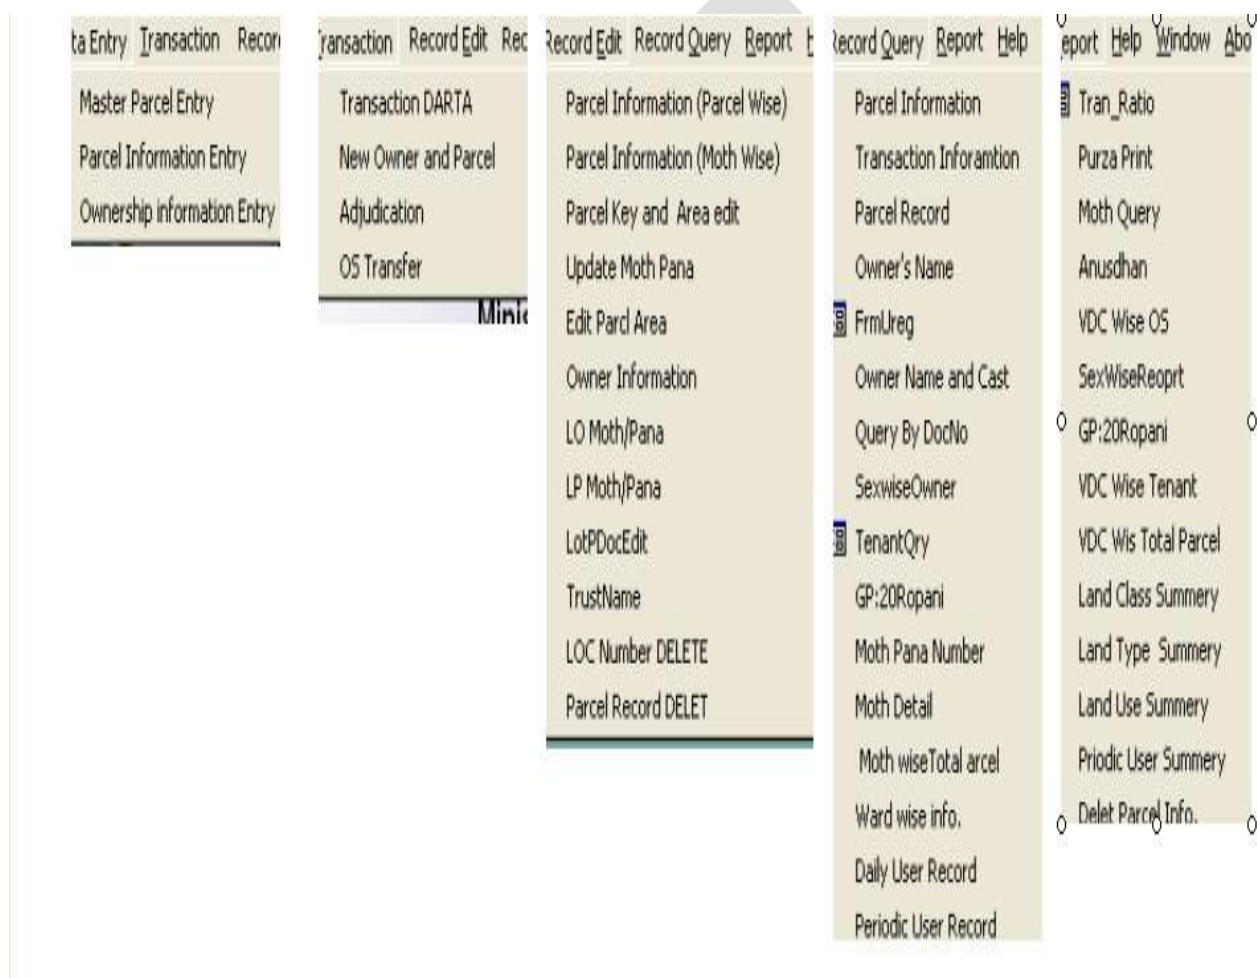 ta Entry Transaction Recor
Master Parcel Entry
Parcel Information Entry
Ownership information Entry
Transaction Record Edit Rec
Transaction DARTA
New Owner and Parcel
Adjudication
OS Transfer
Minis
Record Edit Record Query Report H
Parcel Information (Parcel Wise)
Parcel Information (Moth Wise)
Parcel Key and Area edit
Update Moth Pana
Edit Parcl Area
Owner Information
LO Moth/Pana
LP Moth/Pana
LotPDocEdit
TrustName
LOC Number DELETE
Parcel Record DELET
Record Query Report Help
Parcel Information
Transaction Inforamtion
Parcel Record
Owner's Name
FrmUreg
Owner Name and Cast
Query By DocNo
SexwiseOwner
TenantQry
GP:20Ropani
Moth Pana Number
Moth Detail
Moth wiseTotal arcel
Ward wise info.
Daily User Record
Periodic User Record
eport Help Window Abo
Tran_Ratio
Purza Print
Moth Query
Anusdhan
VDC Wise OS
SexWiseReoprt
GP:20Ropani
VDC Wise Tenant
VDC Wis Total Parcel
Land Class Summery
Land Type Summery
Land Use Summery
Priodic User Summery
Delet Parcel Info.